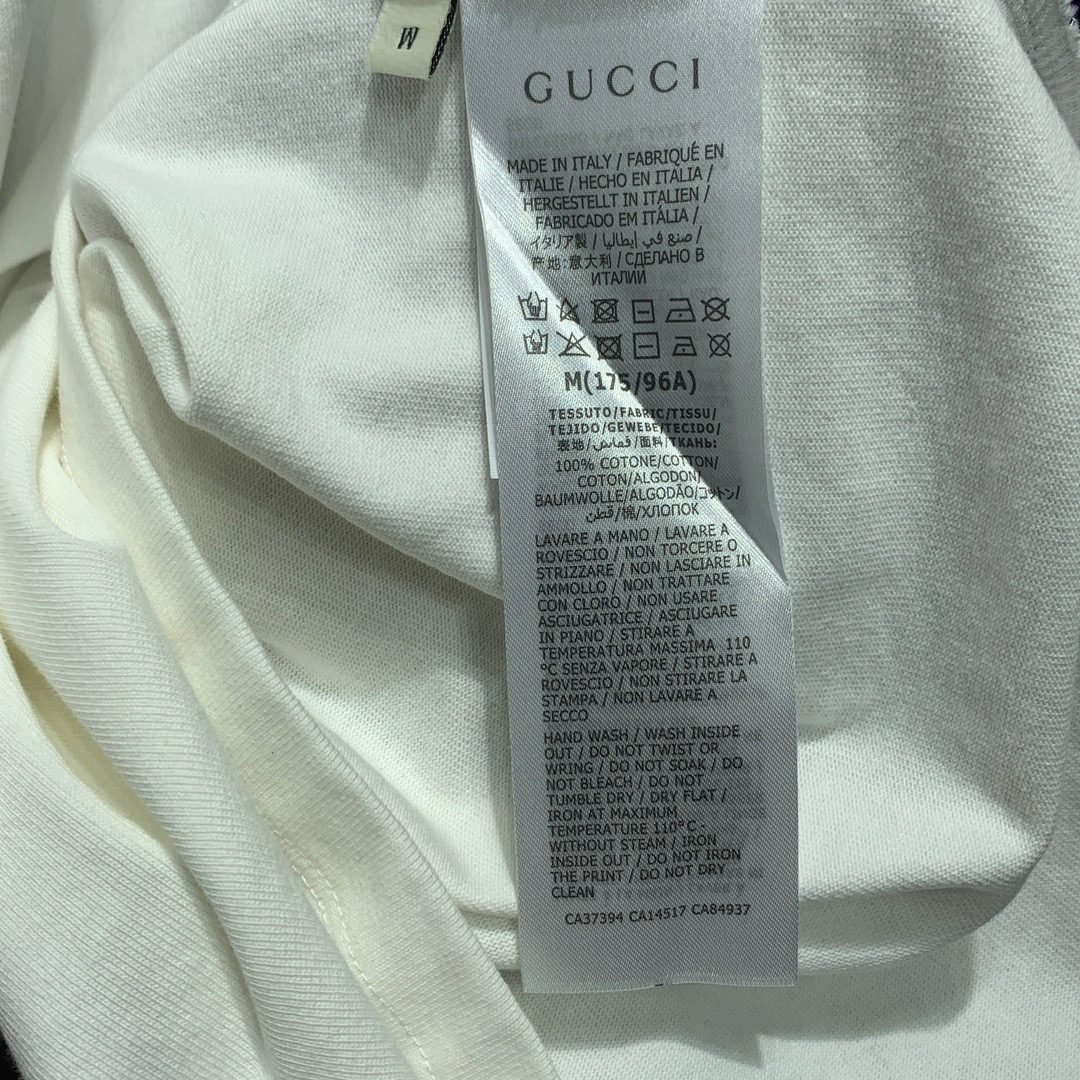 M
GUCCI
MADE IN ITALY / FABRIQUÉ EN
ITALIE / HECHO EN ITALIA /
HERGESTELLT IN ITALIEN /
FABRICADO EM ITÀLIA /
イタリア製 / صنع في إيطاليا /
产地:意大利 / СДЕЛАНО В
ИТАЛИИ
M(175/96A)
TESSUTO/FABRIC/TISSU/
TEJIDO/GEWEBE/TECIDO/
表地/قماش/面料/ТКАНЬ:
100% COTONE/COTTON/
COTON/ALGODON/
BAUMWOLLE/ALGODÃO/コットン/
قطن/棉/ХЛОПОК
LAVARE A MANO / LAVARE A
ROVESCIO / NON TORCERE O
STRIZZARE / NON LASCIARE IN
AMMOLLO / NON TRATTARE
CON CLORO / NON USARE
ASCIUGATRICE / ASCIUGARE
IN PIANO / STIRARE A
TEMPERATURA MASSIMA 110
°C SENZA VAPORE / STIRARE A
ROVESCIO / NON STIRARE LA
STAMPA / NON LAVARE A
SECCO
HAND WASH / WASH INSIDE
OUT / DO NOT TWIST OR
WRING / DO NOT SOAK / DO
NOT BLEACH / DO NOT
TUMBLE DRY / DRY FLAT /
IRON AT MAXIMUM
TEMPERATURE 110°C -
WITHOUT STEAM / IRON
INSIDE OUT / DO NOT IRON
THE PRINT / DO NOT DRY
CLEAN
CA37394 CA14517 CA84937